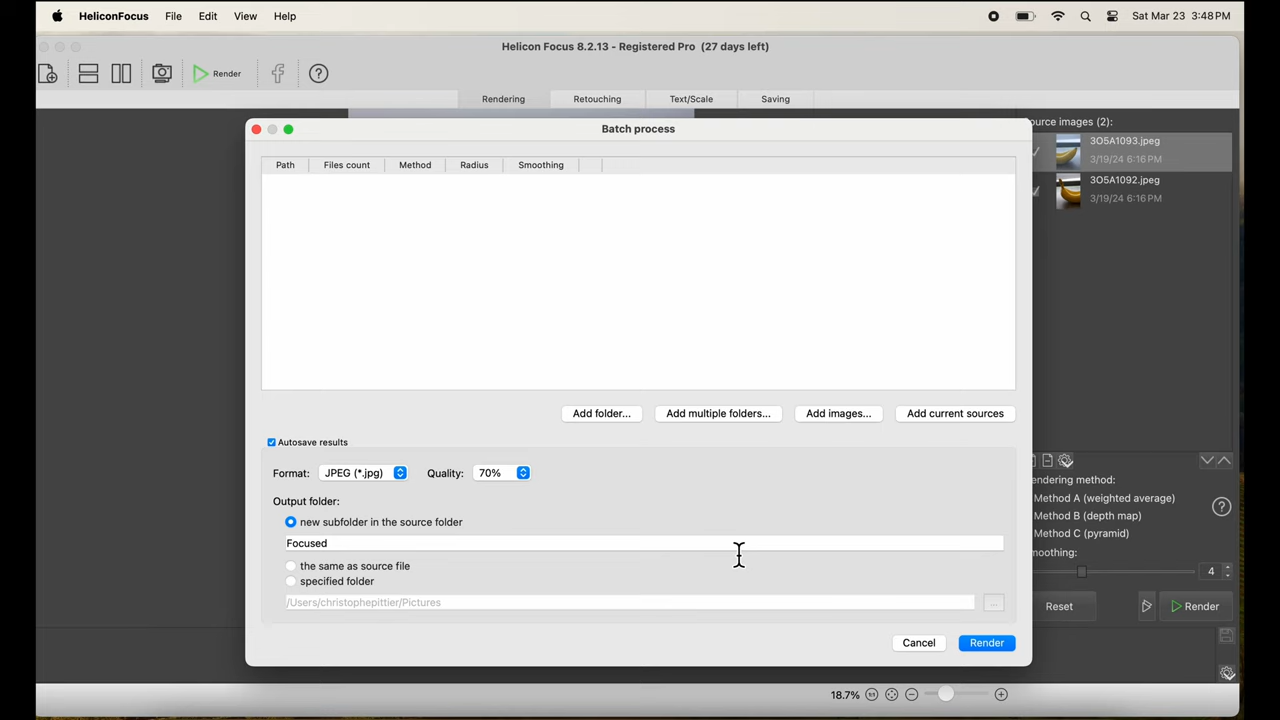 HeliconFocus File Edit View Help Sat Mar 23 3:48 PM
Helicon Focus 8.2.13 - Registered Pro (27 days left)
Render
Rendering Retouching Text/Scale Saving
Batch process
ource images (2):
Path Files count Method Radius Smoothing
3O5A1093.jpeg
3/19/24 6:16 PM
3O5A1092.jpeg
3/19/24 6:16 PM
Add folder... Add multiple folders... Add images... Add current sources
Autosave results
Format: JPEG (*.jpg) Quality: 70%
Output folder:
new subfolder in the source folder
Focused
the same as source file
specified folder
/Users/christophepittier/Pictures
...
Cancel Render
endering method:
Method A (weighted average)
Method B (depth map)
Method C (pyramid)
moothing:
4
Reset Render
18.7%